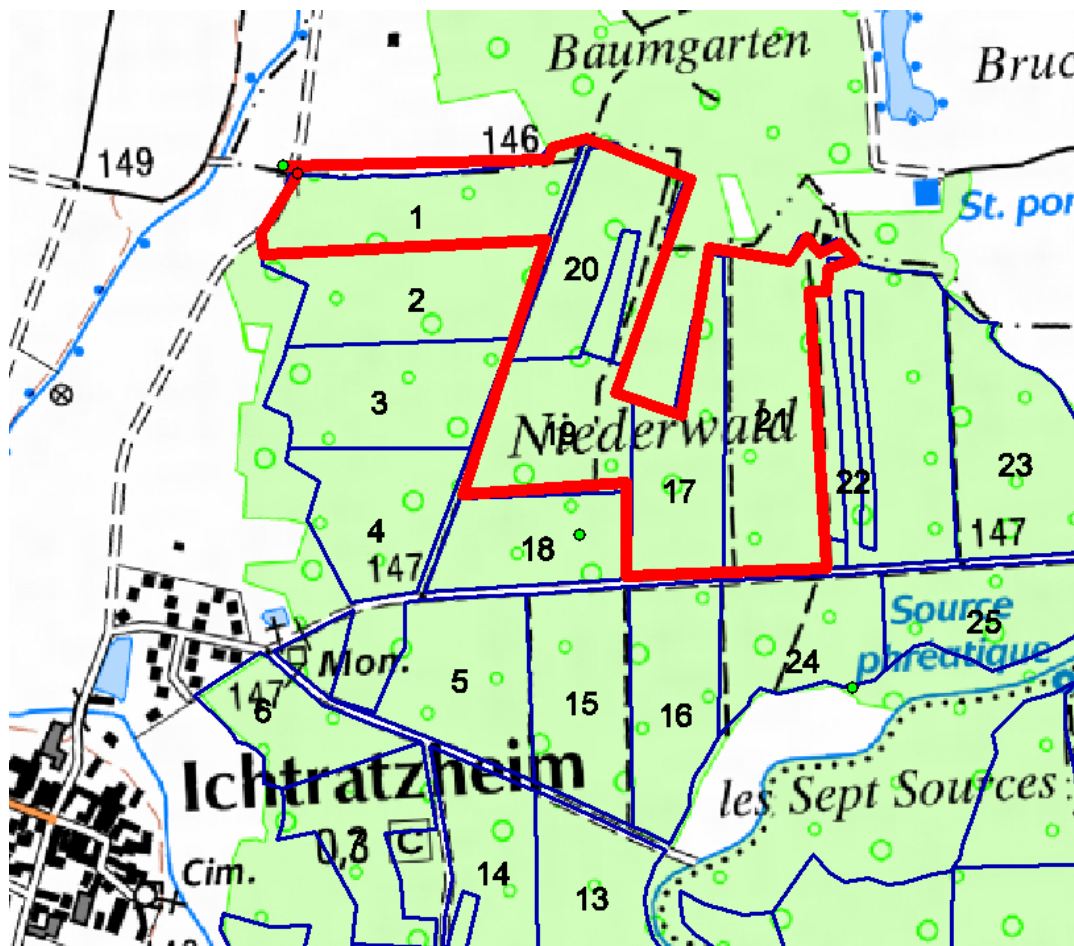 Baumgarten
Bruc
146
149
1
St. por
20
2
3
Niederwald
19
21
17
22
23
4
18
147
147
Source
25
phréatique
Mon.
24
5
15
16
147
6
Ichtratzheim
les Sept Sources
C
Cim.
14
13